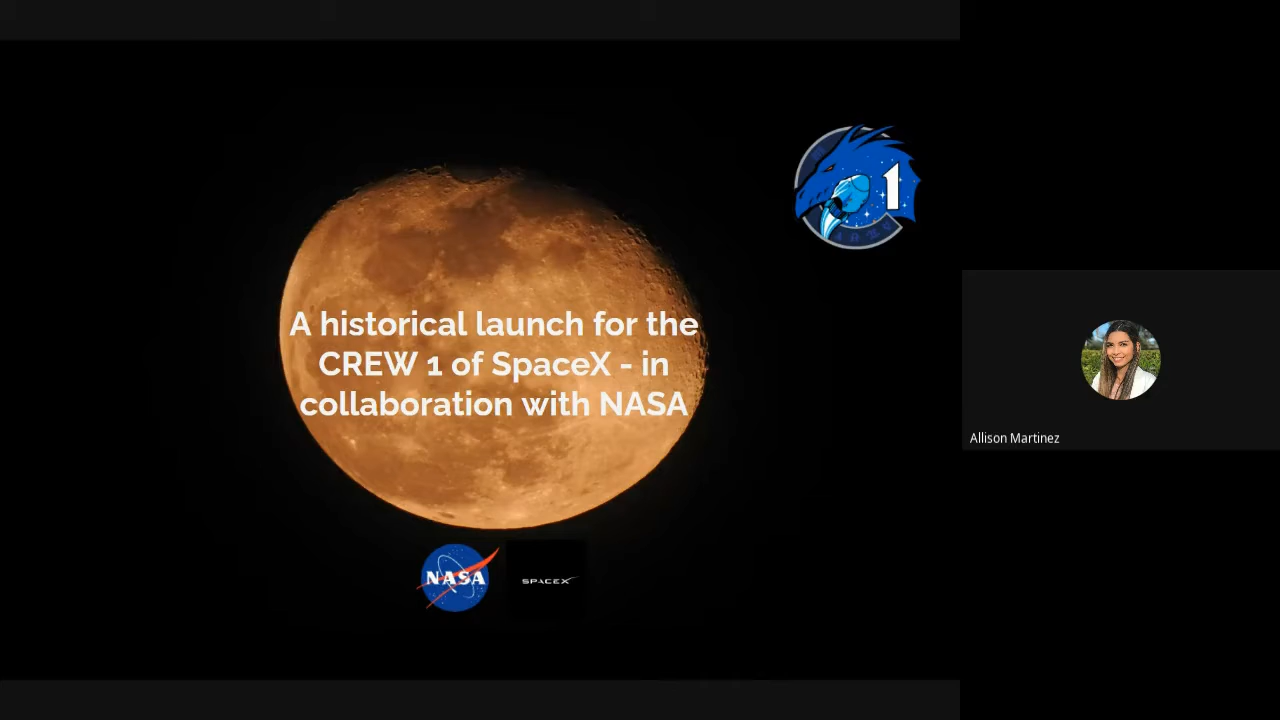 A historical launch for the
CREW 1 of SpaceX - in
collaboration with NASA
1
NASA
SPACEX
Allison Martinez